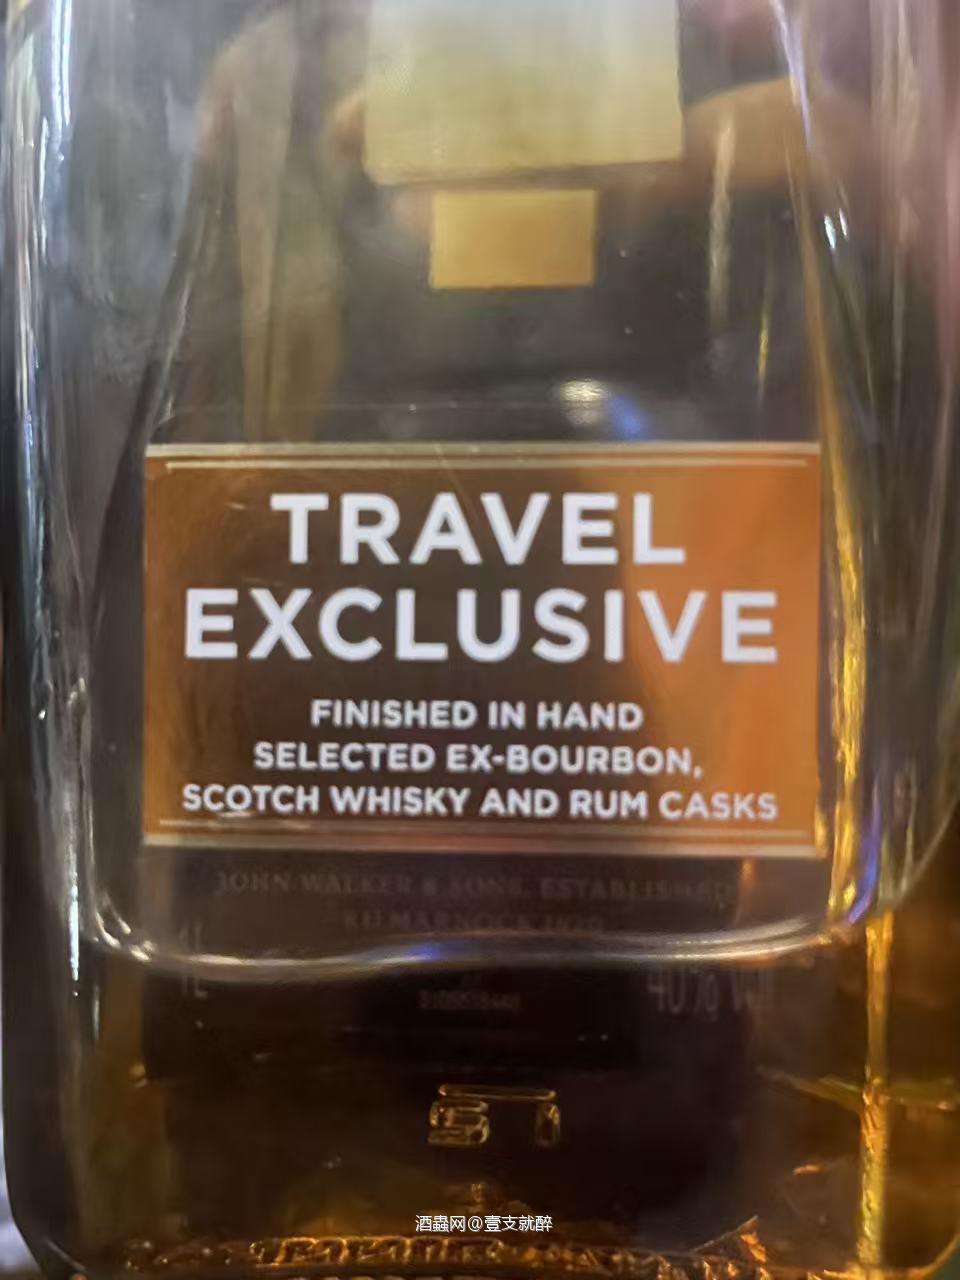 TRAVEL
EXCLUSIVE
FINISHED IN HAND
SELECTED EX-BOURBON,
SCOTCH WHISKY AND RUM CASKS
JOHN WALKER & SONS, ESTABLISHED
KILMARNOCK 1820
1L
40% Vol
酒蟲网@壹支就醉